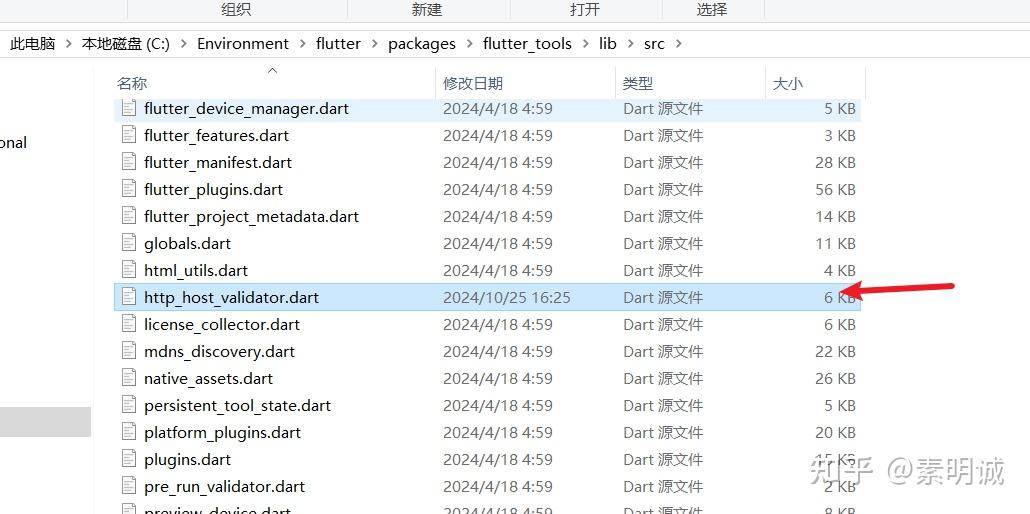 组织 新建 打开 选择
此电脑 > 本地磁盘 (C:) > Environment > flutter > packages > flutter_tools > lib > src >
名称 修改日期 类型 大小
flutter_device_manager.dart 2024/4/18 4:59 Dart 源文件 5 KB
onal
flutter_features.dart 2024/4/18 4:59 Dart 源文件 3 KB
flutter_manifest.dart 2024/4/18 4:59 Dart 源文件 28 KB
flutter_plugins.dart 2024/4/18 4:59 Dart 源文件 56 KB
flutter_project_metadata.dart 2024/4/18 4:59 Dart 源文件 14 KB
globals.dart 2024/4/18 4:59 Dart 源文件 11 KB
html_utils.dart 2024/4/18 4:59 Dart 源文件 4 KB
http_host_validator.dart 2024/10/25 16:25 Dart 源文件 6 KB
license_collector.dart 2024/4/18 4:59 Dart 源文件 6 KB
mdns_discovery.dart 2024/4/18 4:59 Dart 源文件 22 KB
native_assets.dart 2024/4/18 4:59 Dart 源文件 26 KB
persistent_tool_state.dart 2024/4/18 4:59 Dart 源文件 5 KB
platform_plugins.dart 2024/4/18 4:59 Dart 源文件 20 KB
plugins.dart 2024/4/18 4:59 Dart 源文件 15 KB
知乎 @素明诚
pre_run_validator.dart 2024/4/18 4:59 Dart 源文件 2 KB
preview_device.dart 2024/4/18 4:59 Dart 源文件 8 KB